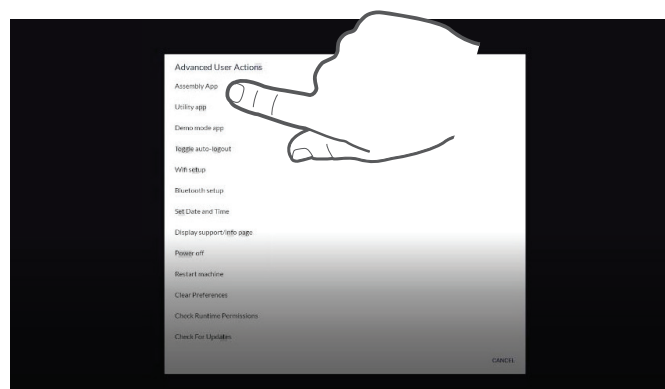 Advanced User Actions
Assembly App
Utility app
Demo mode app
Toggle auto-logout
Wifi setup
Bluetooth setup
Set Date and Time
Display support/info page
Power off
Restart machine
Clear Preferences
Check Runtime Permissions
Check For Updates
CANCEL